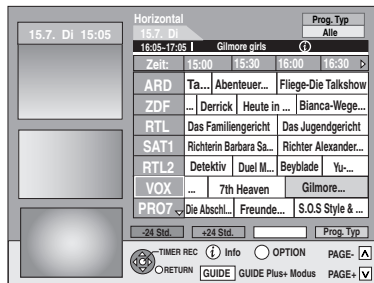 15.7. Di 15:05
Horizontal
Prog. Typ
15.7. Di
Alle
16:05~17:05 Gilmore girls i
Zeit: 15:00 15:30 16:00 16:30
ARD Ta... Abenteuer... Fliege-Die Talkshow
ZDF ... Derrick Heute in ... Bianca-Wege...
RTL Das Familiengericht Das Jugendgericht
SAT1 Richterin Barbara Sa... Richter Alexander...
RTL2 Detektiv Duel M... Beyblade Yu-...
VOX ... 7th Heaven Gilmore...
PRO7 Die Abschl... Freunde... S.O.S Style & ...
-24 Std. +24 Std. Prog. Typ
TIMER REC i Info OPTION PAGE- ∧
RETURN GUIDE GUIDE Plus+ Modus PAGE+ ∨